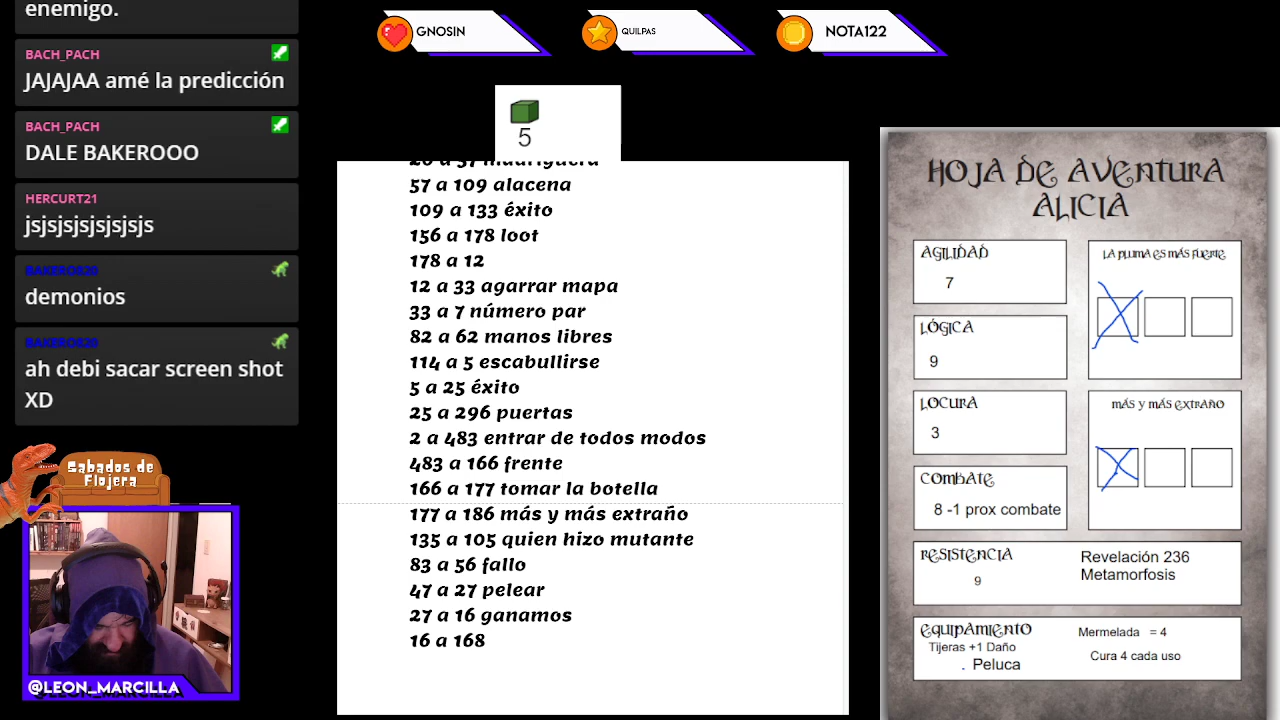 enemigo.
BACH_PACH
JAJAJAA amé la predicción
BACH_PACH
DALE BAKEROOO
HERCURT21
jsjsjsjsjsjsjsjs
BAKERO820
demonios
BAKERO820
ah debi sacar screen shot
XD
Sabados de
Flojera
@LEON_MARCILLA
GNOSIN
QUILPAS
NOTA122
5
57 a 109 alacena
109 a 133 éxito
156 a 178 loot
178 a 12
12 a 33 agarrar mapa
33 a 7 número par
82 a 62 manos libres
114 a 5 escabullirse
5 a 25 éxito
25 a 296 puertas
2 a 483 entrar de todos modos
483 a 166 frente
166 a 177 tomar la botella
177 a 186 más y más extraño
135 a 105 quien hizo mutante
83 a 56 fallo
47 a 27 pelear
27 a 16 ganamos
16 a 168
HOJA DE AVENTURA
ALICIA
AGILIDAD
7
LA PLUMA ES MÁS FUERTE
LÓGICA
9
LOCURA
3
MÁS Y MÁS EXTRAÑO
COMBATE
8 -1 prox combate
RESISTENCIA
9
Revelación 236
Metamorfosis
EQUIPAMIENTO
Tijeras +1 Daño
. Peluca
Mermelada = 4
Cura 4 cada uso